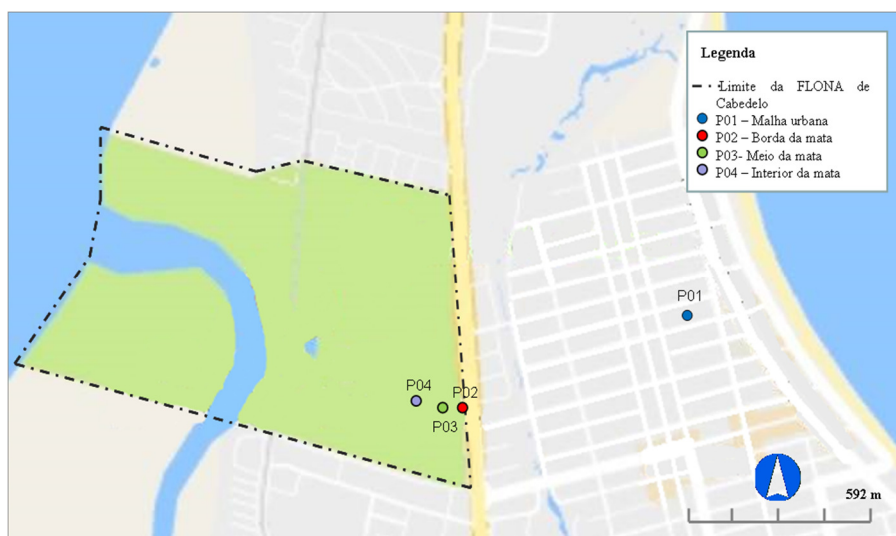 Legenda
Limite da FLONA de
Cabedelo
P01 – Malha urbana
P02 – Borda da mata
P03- Meio da mata
P04 – Interior da mata
P01
P04
P02
P03
592 m